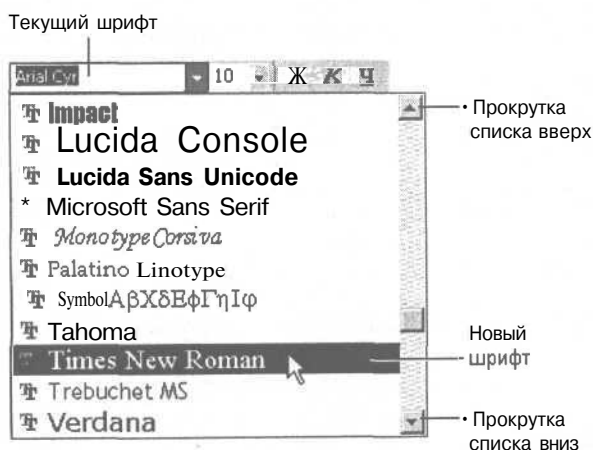 Текущий шрифт
Arial Cyr 10 Ж К Ч
Impact
Lucida Console
Lucida Sans Unicode
* Microsoft Sans Serif
Monotype Corsiva
Palatino Linotype
SymbolΑβΧδΕφΓηΙφ
Tahoma
Times New Roman
Trebuchet MS
Verdana
• Прокрутка
списка вверх
Новый
шрифт
• Прокрутка
списка вниз